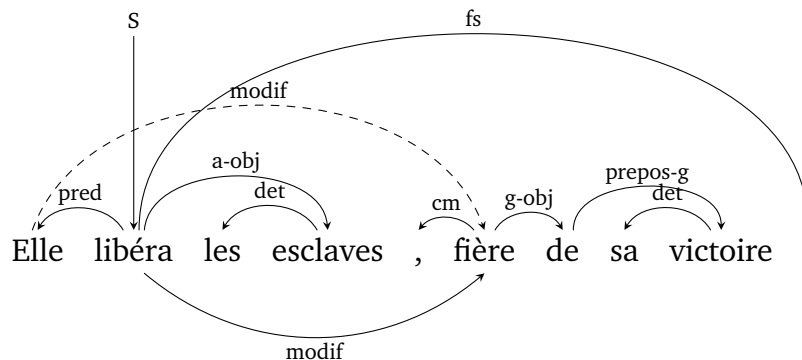 S
fs
modif
a-obj
pred
det
cm
g-obj
prepos-g
det
Elle libéra les esclaves , fière de sa victoire
modif